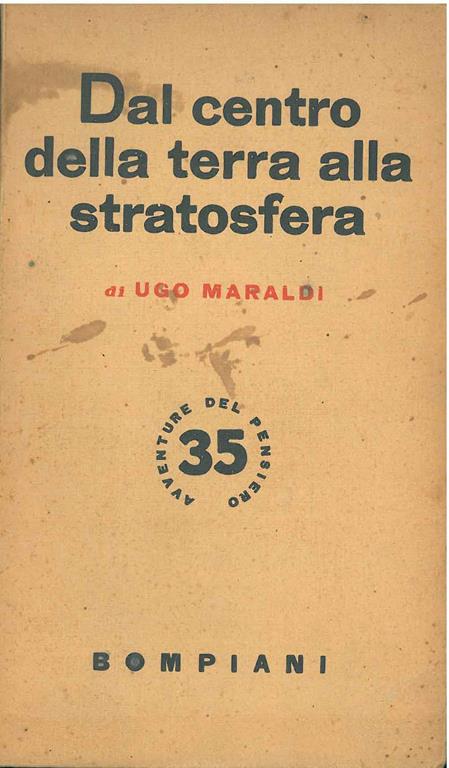 Dal centro
della terra alla
stratosfera
di UGO MARALDI
AVVENTURE DEL PENSIERO
35
BOMPIANI